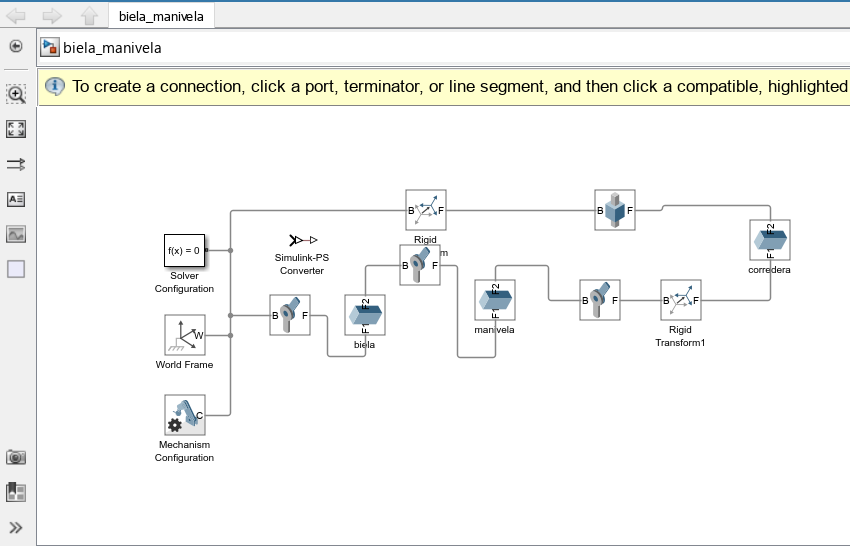 biela_manivela
biela_manivela
To create a connection, click a port, terminator, or line segment, and then click a compatible, highlighted
B F
Rigid
m
B F
F2
F1
corredera
f(x) = 0
Solver
Configuration
Simulink-PS
Converter
B F
B F
F2
F1
biela
F2
F1
manivela
B F
B F
Rigid
Transform1
W
World Frame
C
Mechanism
Configuration